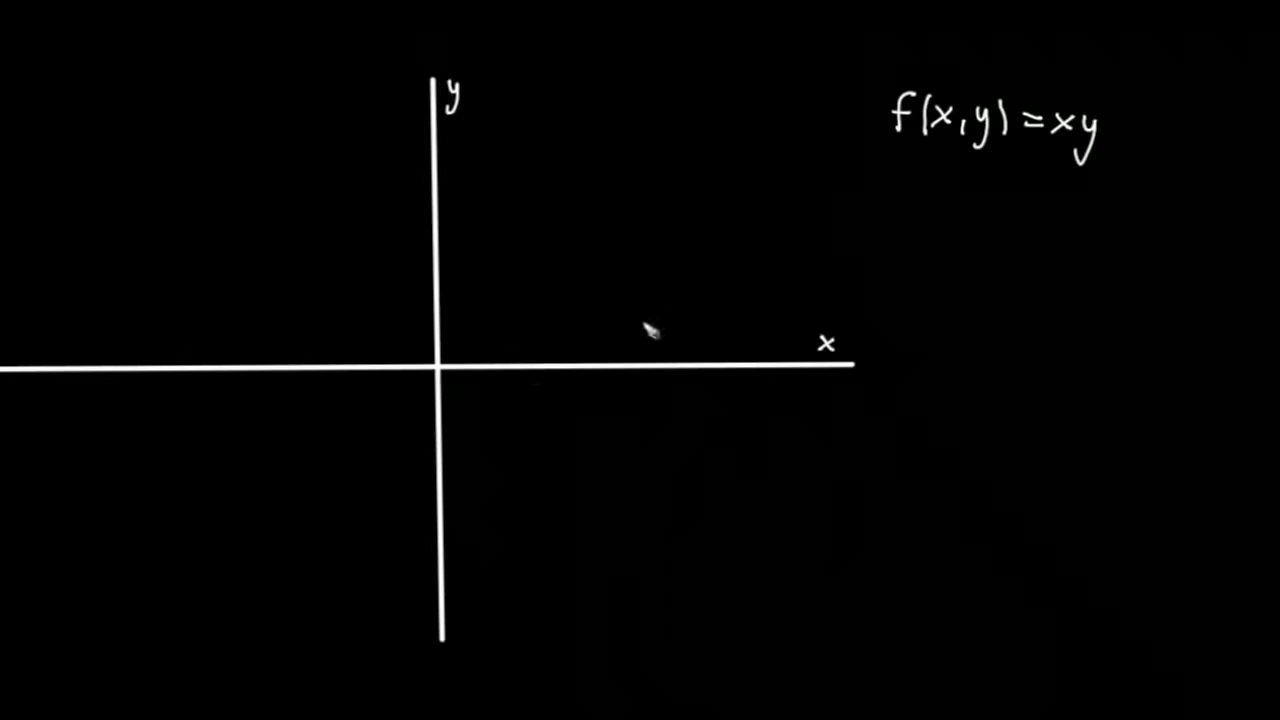 y
f(x,y) = xy
x